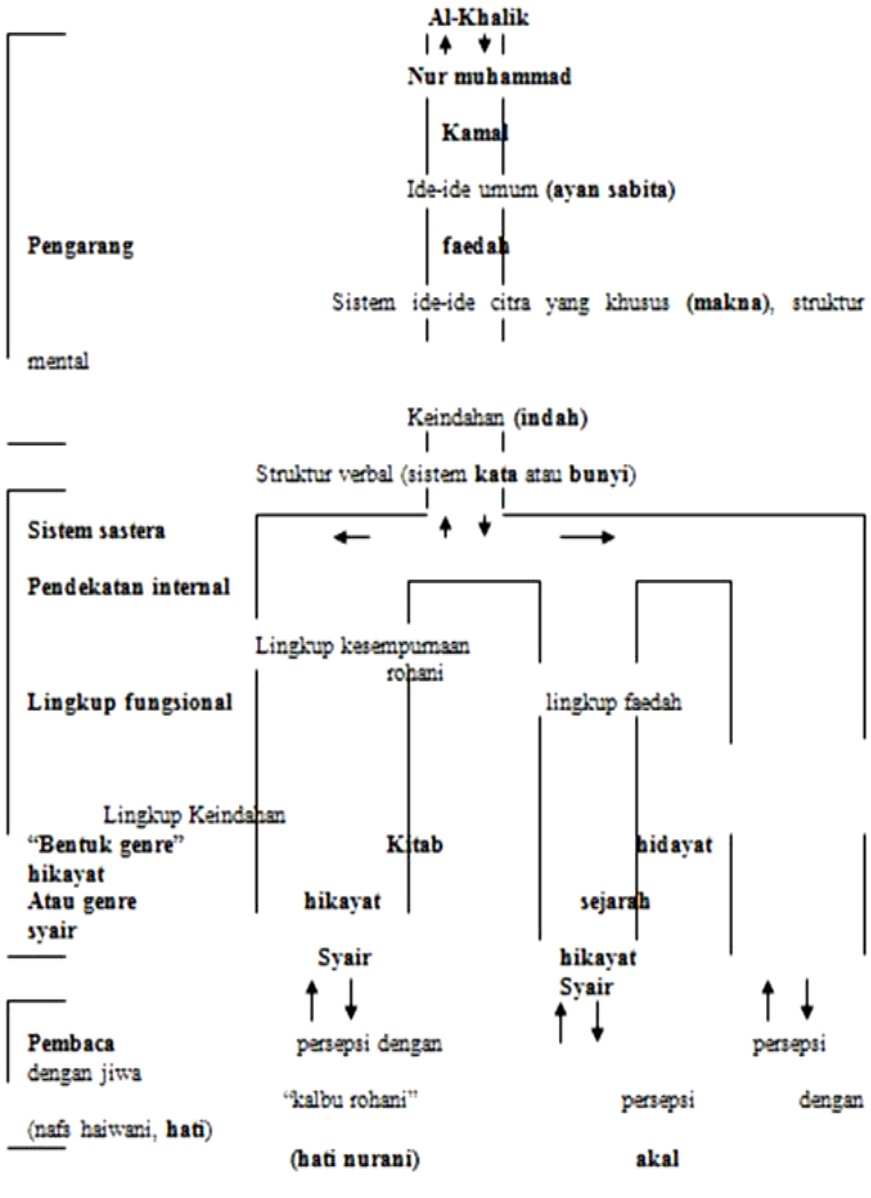 Al-Khalik
Nur muhammad
Kamal
Ide-ide umum (ayan sabita)
Pengarang faedah
Sistem ide-ide citra yang khusus (makna), struktur
mental
Keindahan (indah)
Struktur verbal (sistem kata atau bunyi)
Sistem sastera
Pendekatan internal
Lingkup kesempurnaan
rohani
Lingkup fungsional lingkup faedah
Lingkup Keindahan
“Bentuk genre” Kitab hidayat
hikayat
Atau genre hikayat sejarah
syair
Syair hikayat
Syair
Pembaca persepsi dengan persepsi
dengan jiwa
“kalbu rohani” persepsi dengan
(nafs haiwani, hati)
(hati nurani) akal